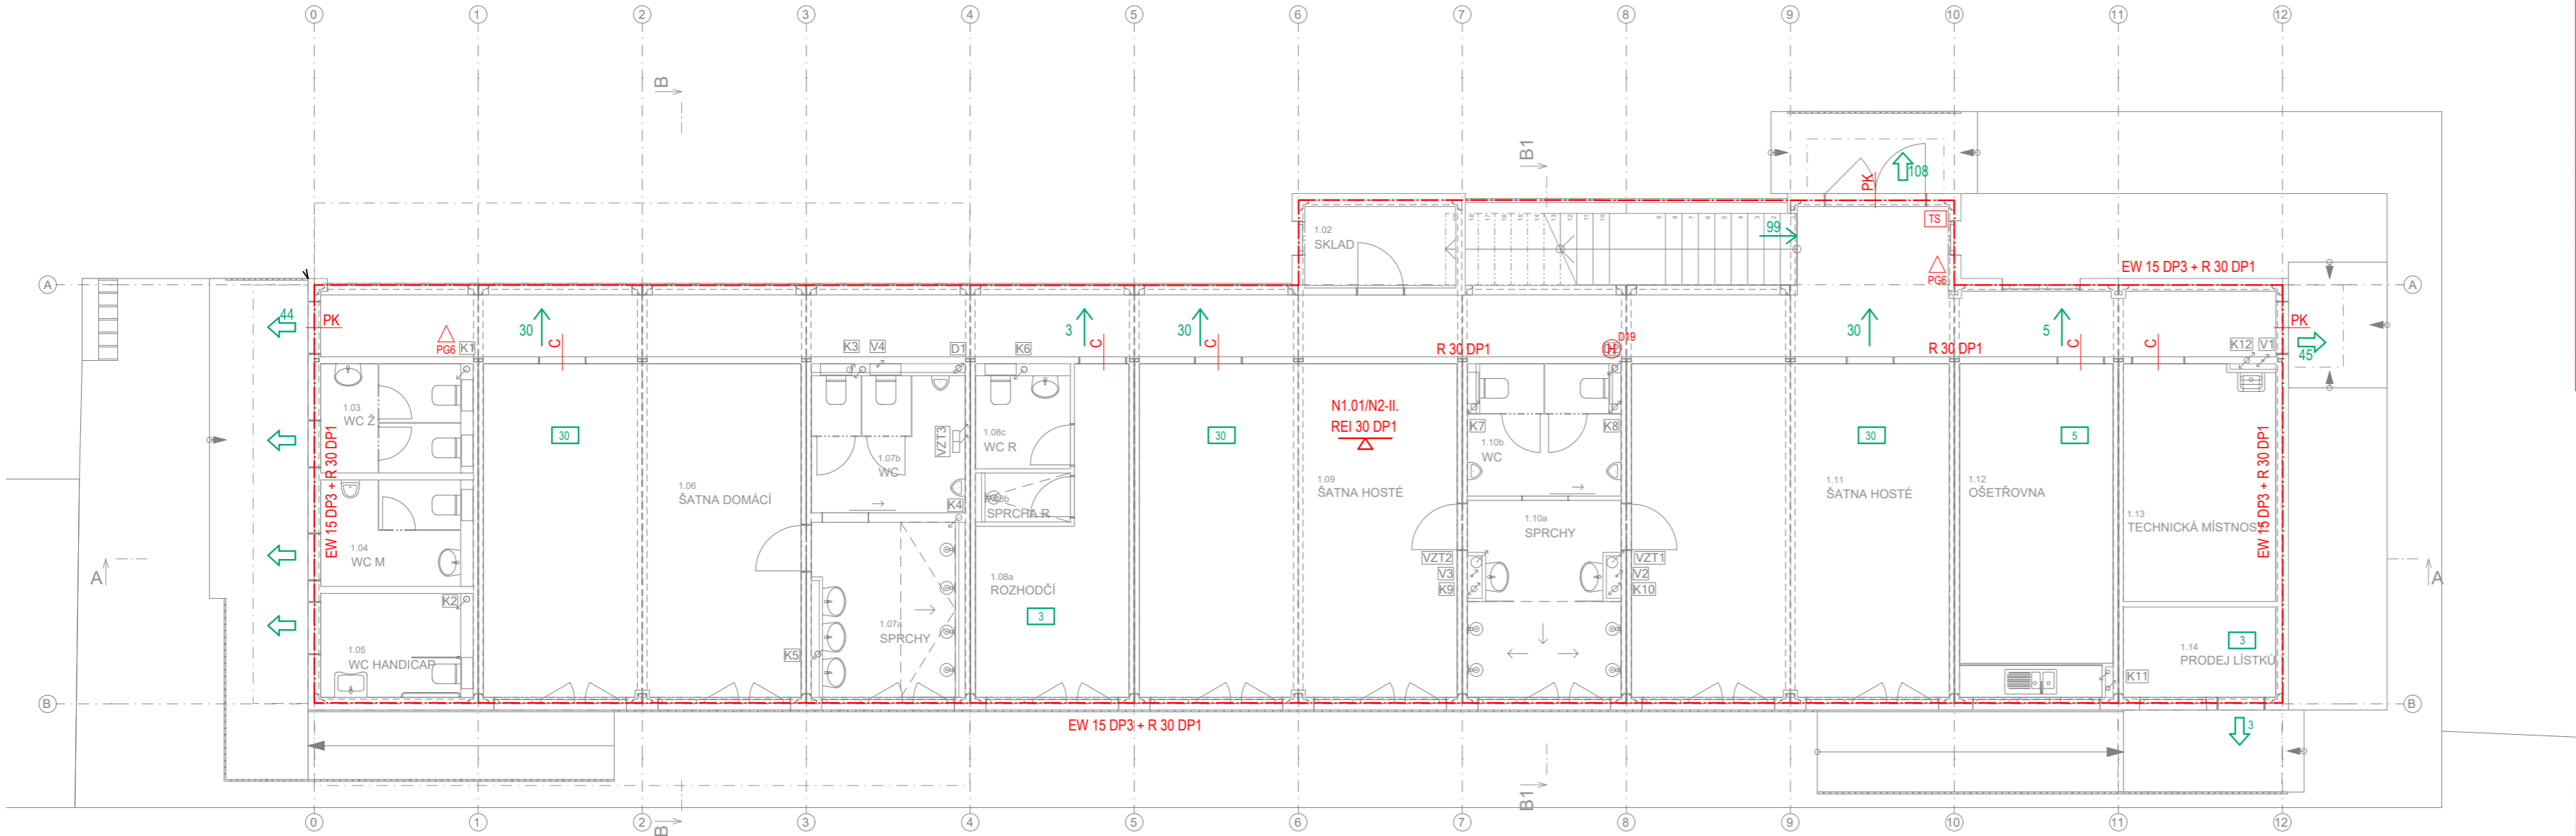 0 1 2 3 4 5 6 7 8 9 10 11 12
B
B1
108
PK
1.02
SKLAD
99
TS
PG6
EW 15 DP3 + R 30 DP1
A
A
44
PK
PG6
K1
30
C
K3
V4
D1
K6
3
C
30
C
R 30 DP1
H
D19
30
R 30 DP1
5
C
C
K12
V1
PK
45
1.03
WC Ž
EW 15 DP3 + R 30 DP1
1.04
WC M
K2
1.05
WC HANDICAP
30
1.06
ŠATNA DOMÁCÍ
1.07b
WC
VZT3
K4
1.07a
SPRCHY
K5
1.08c
WC R
1.08b
SPRCHA R
1.08a
ROZHODČÍ
3
30
N1.01/N2-II.
REI 30 DP1
1.09
ŠATNA HOSTÉ
K7
K8
1.10b
WC
1.10a
SPRCHY
VZT2
V3
K9
VZT1
V2
K10
30
1.11
ŠATNA HOSTÉ
5
1.12
OŠETŘOVNA
1.13
TECHNICKÁ MÍSTNOST
EW 15 DP3 + R 30 DP1
3
1.14
PRODEJ LÍSTKŮ
K11
A
A
B
B
EW 15 DP3 + R 30 DP1
3
B
B1
0 1 2 3 4 5 6 7 8 9 10 11 12